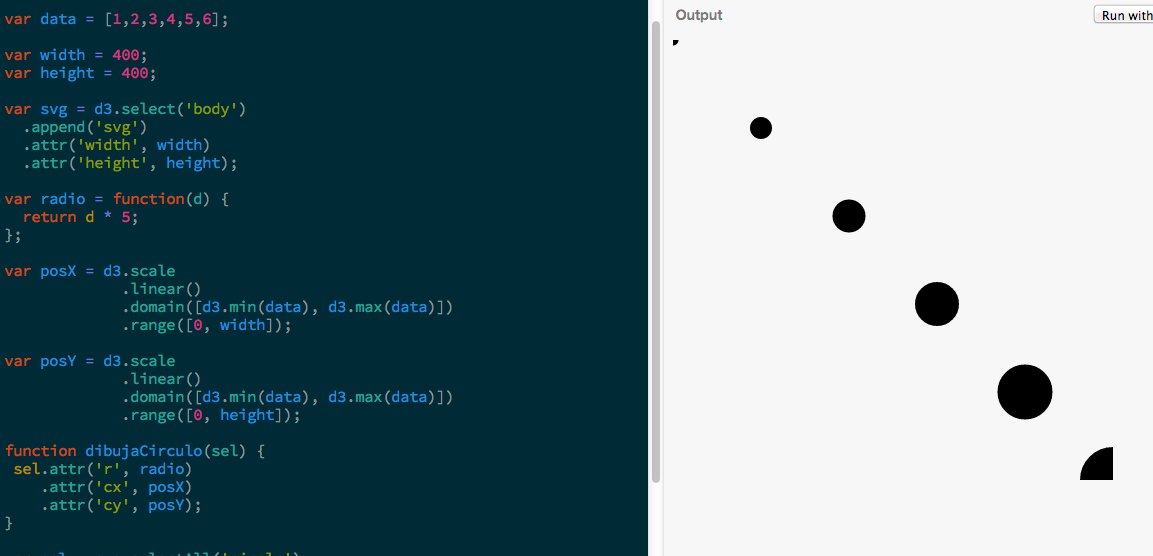 var data = [1,2,3,4,5,6];
var width = 400;
var height = 400;
var svg = d3.select('body')
.append('svg')
.attr('width', width)
.attr('height', height);
var radio = function(d) {
return d * 5;
};
var posX = d3.scale
.linear()
.domain([d3.min(data), d3.max(data)])
.range([0, width]);
var posY = d3.scale
.linear()
.domain([d3.min(data), d3.max(data)])
.range([0, height]);
function dibujaCirculo(sel) {
sel.attr('r', radio)
.attr('cx', posX)
.attr('cy', posY);
}
Output
Run with